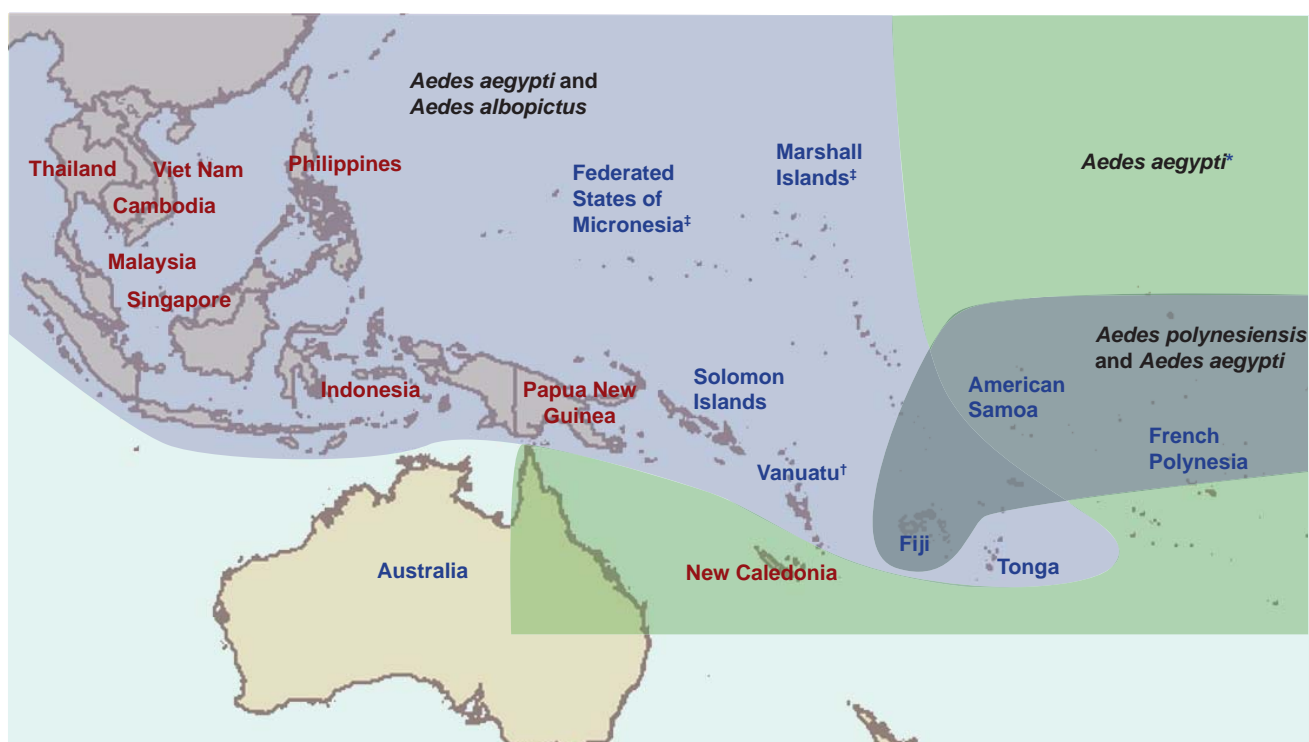 Aedes aegypti and
Aedes albopictus
Thailand
Viet Nam
Philippines
Cambodia
Malaysia
Singapore
Indonesia
Papua New
Guinea
Federated
States of
Micronesia‡
Marshall
Islands‡
Aedes aegypti*
Aedes polynesiensis
and Aedes aegypti
Solomon
Islands
American
Samoa
French
Polynesia
Vanuatu†
Fiji
Tonga
Australia
New Caledonia